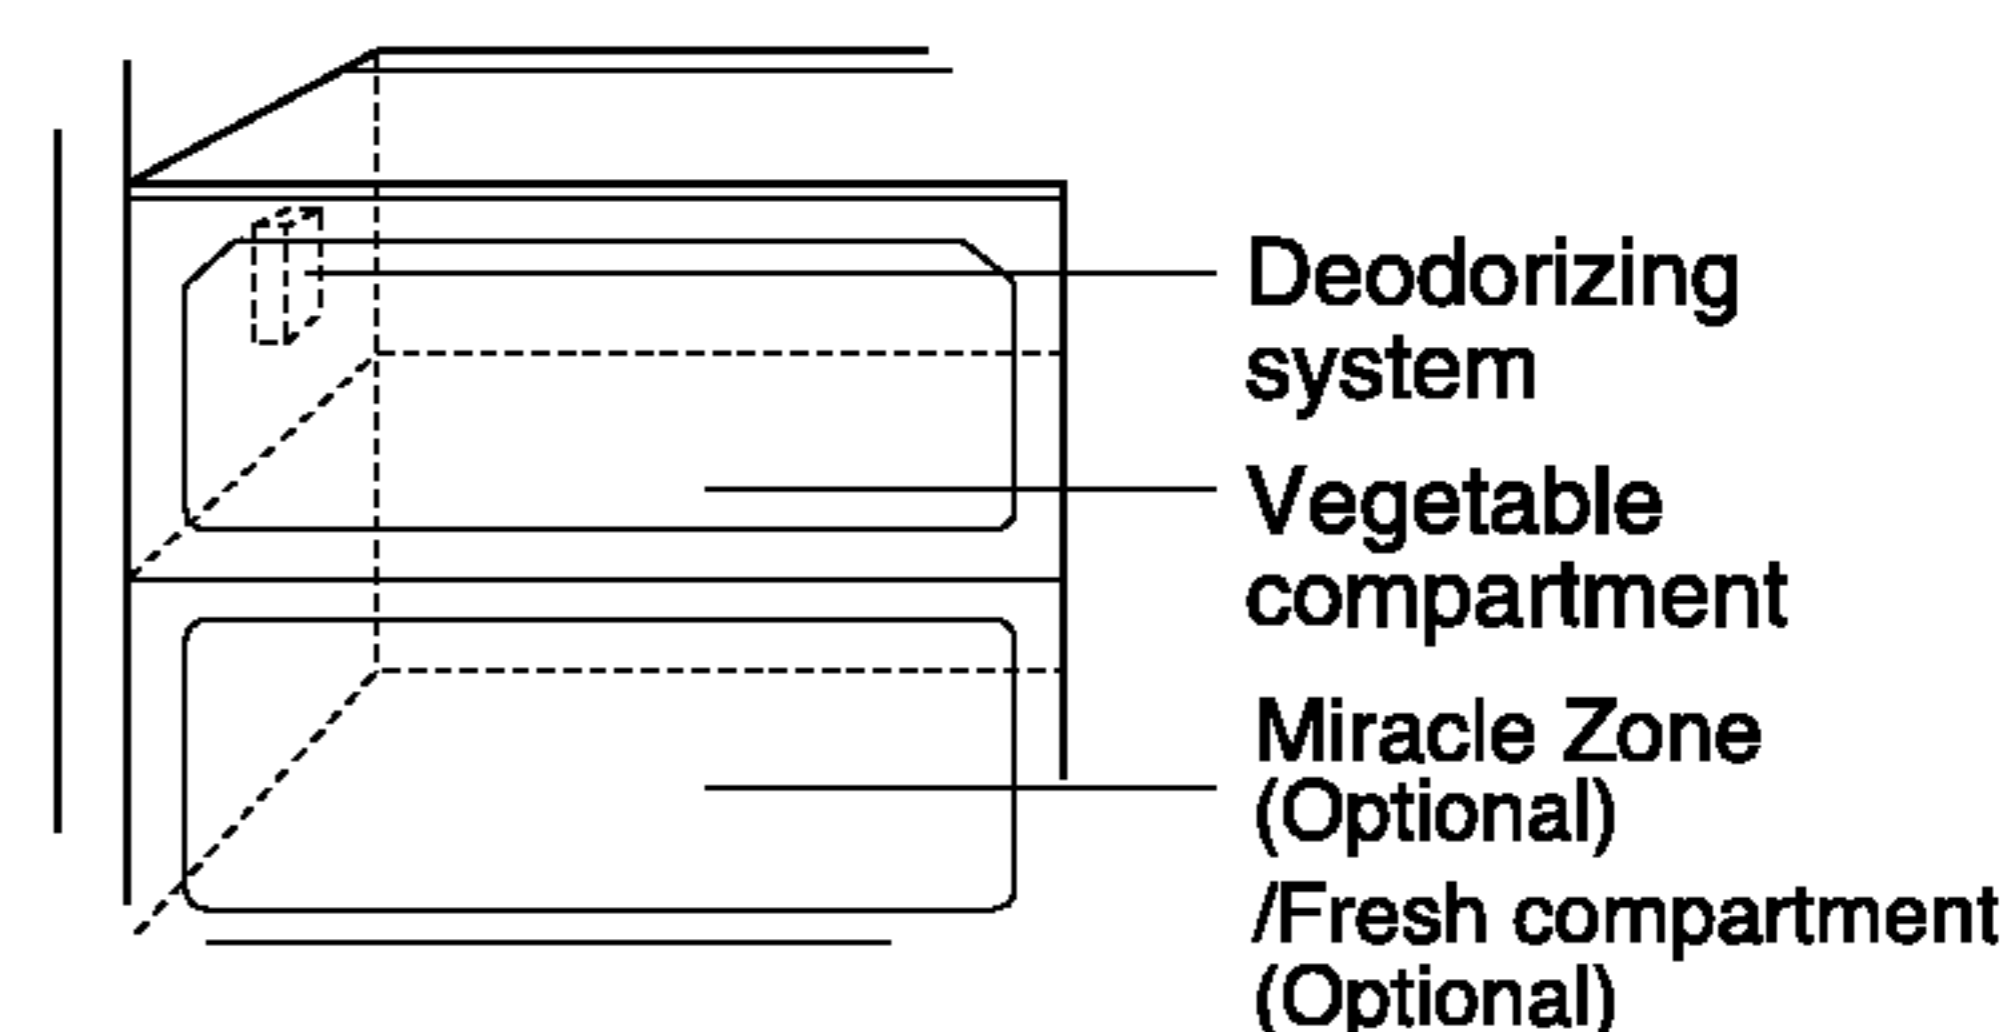 Deodorizing
system
Vegetable
compartment
Miracle Zone
(Optional)
/Fresh compartment
(Optional)